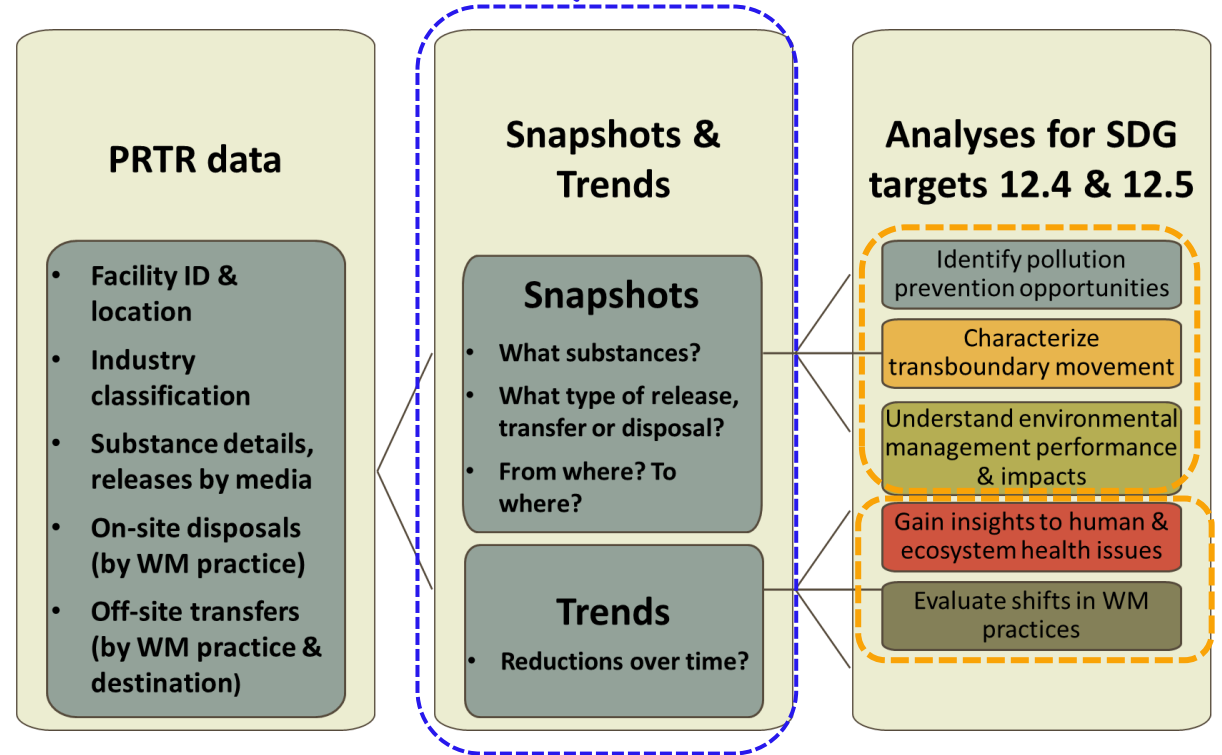 PRTR data
• Facility ID &
location
• Industry
classification
• Substance details,
releases by media
• On-site disposals
(by WM practice)
• Off-site transfers
(by WM practice &
destination)
Snapshots &
Trends
Snapshots
• What substances?
• What type of release,
transfer or disposal?
• From where? To
where?
Trends
• Reductions over time?
Analyses for SDG
targets 12.4 & 12.5
Identify pollution
prevention opportunities
Characterize
transboundary movement
Understand environmental
management performance
& impacts
Gain insights to human &
ecosystem health issues
Evaluate shifts in WM
practices